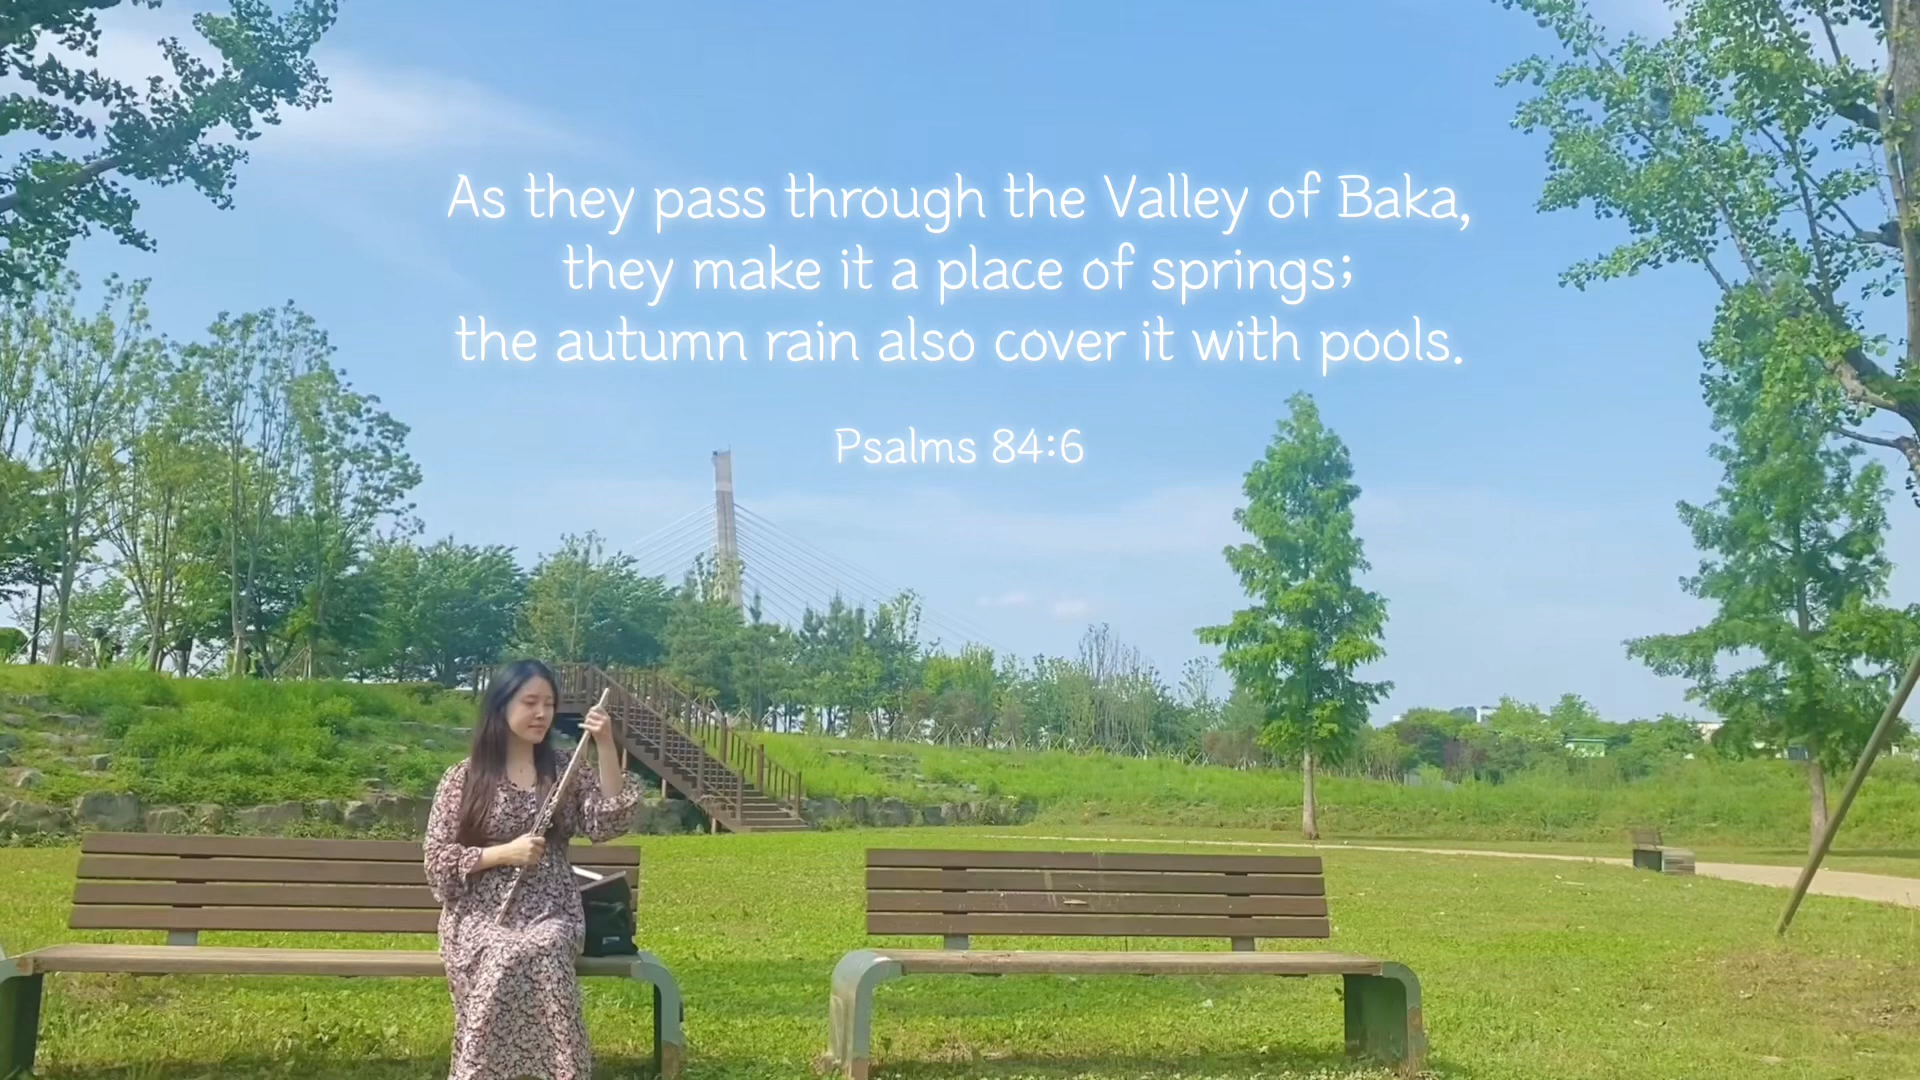 As they pass through the Valley of Baka,
they make it a place of springs;
the autumn rain also cover it with pools.
Psalms 84:6